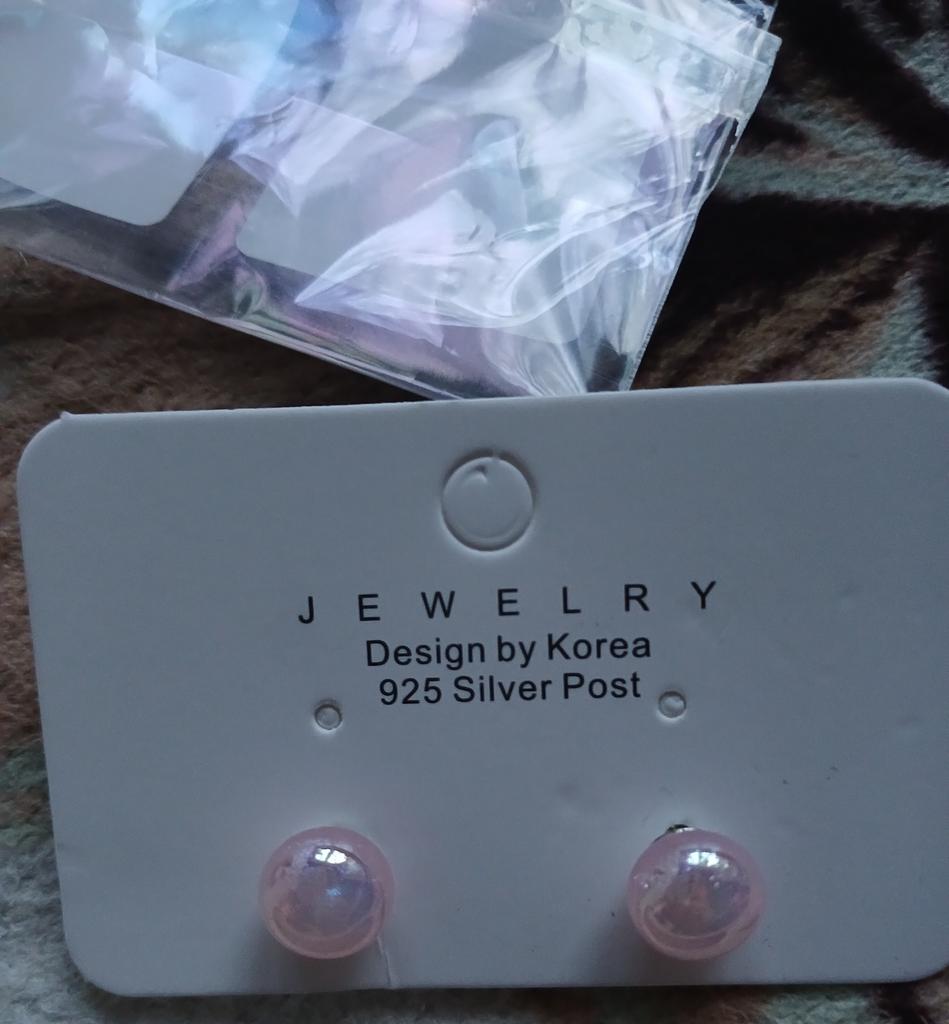 J E W E L R Y
Design by Korea
925 Silver Post